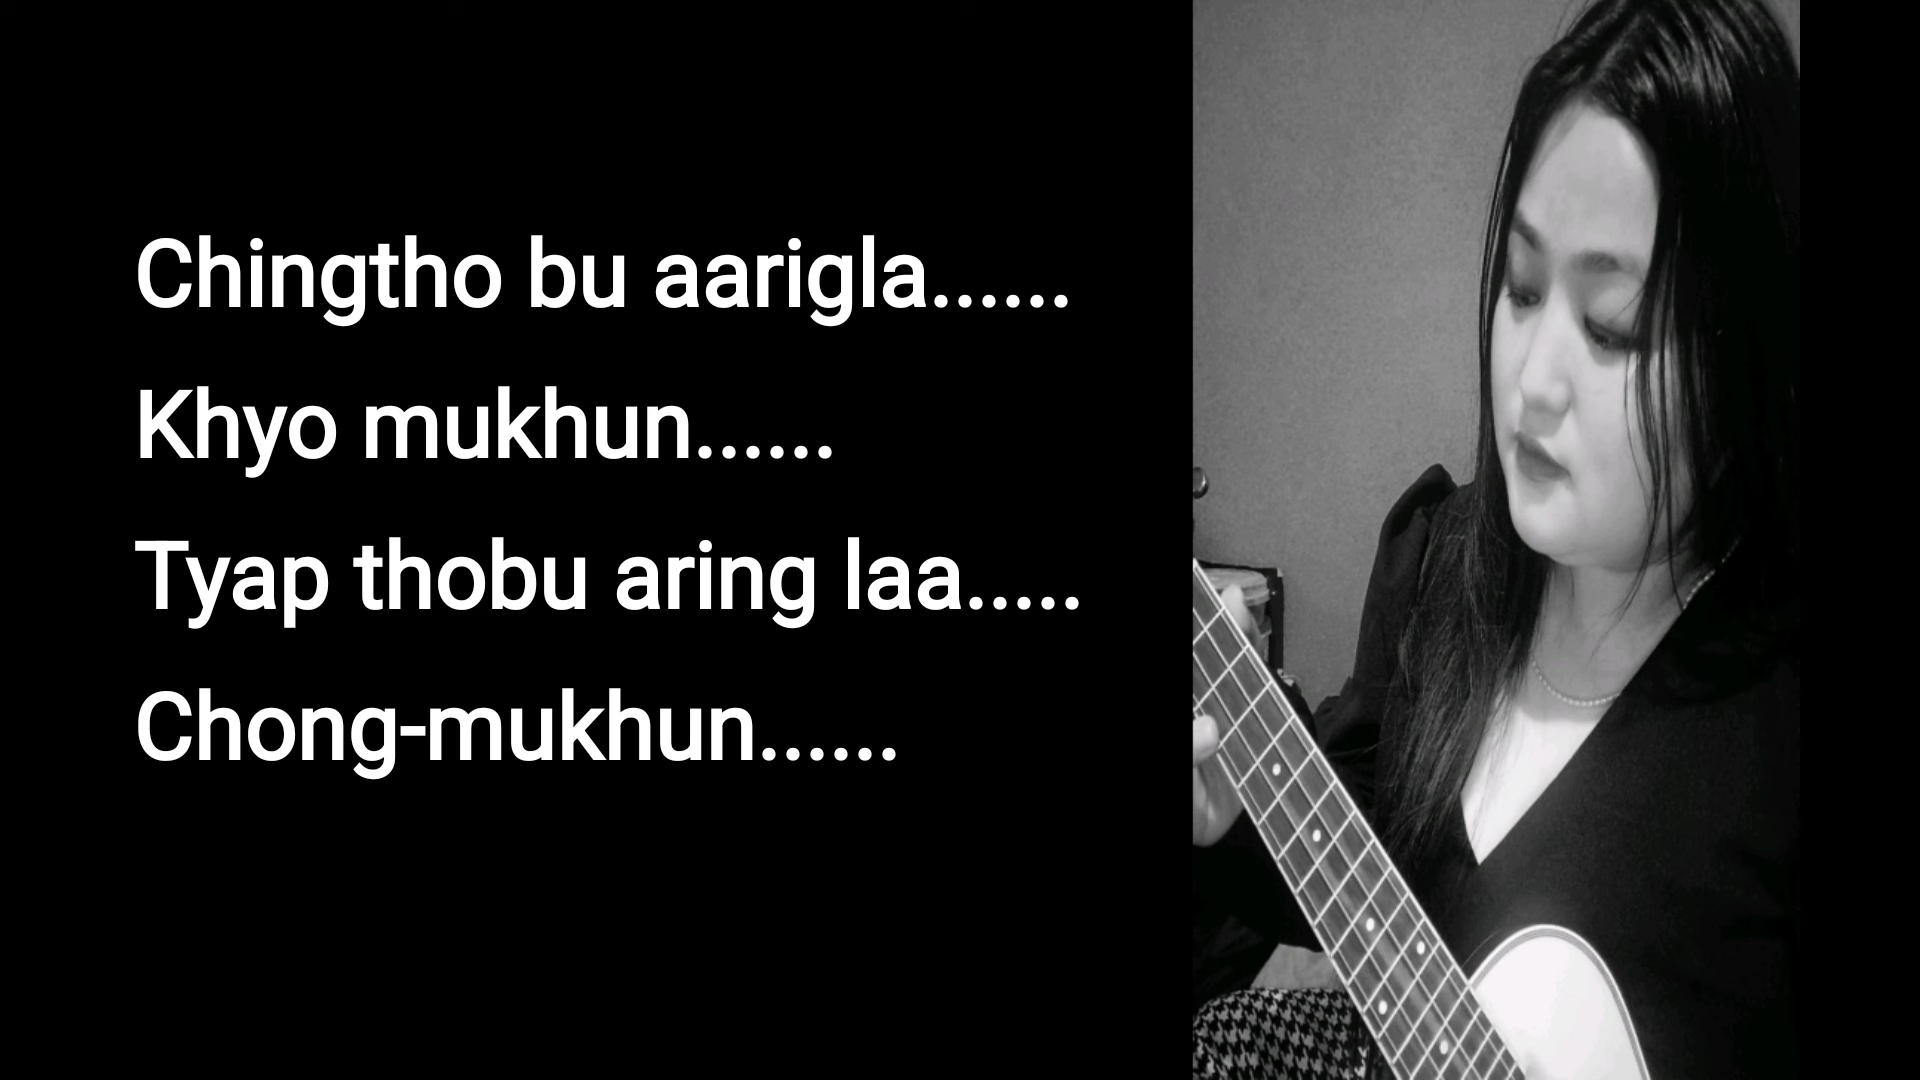 Chingtho bu aarigla......
Khyo mukhun......
Tyap thobu aring laa.....
Chong-mukhun......